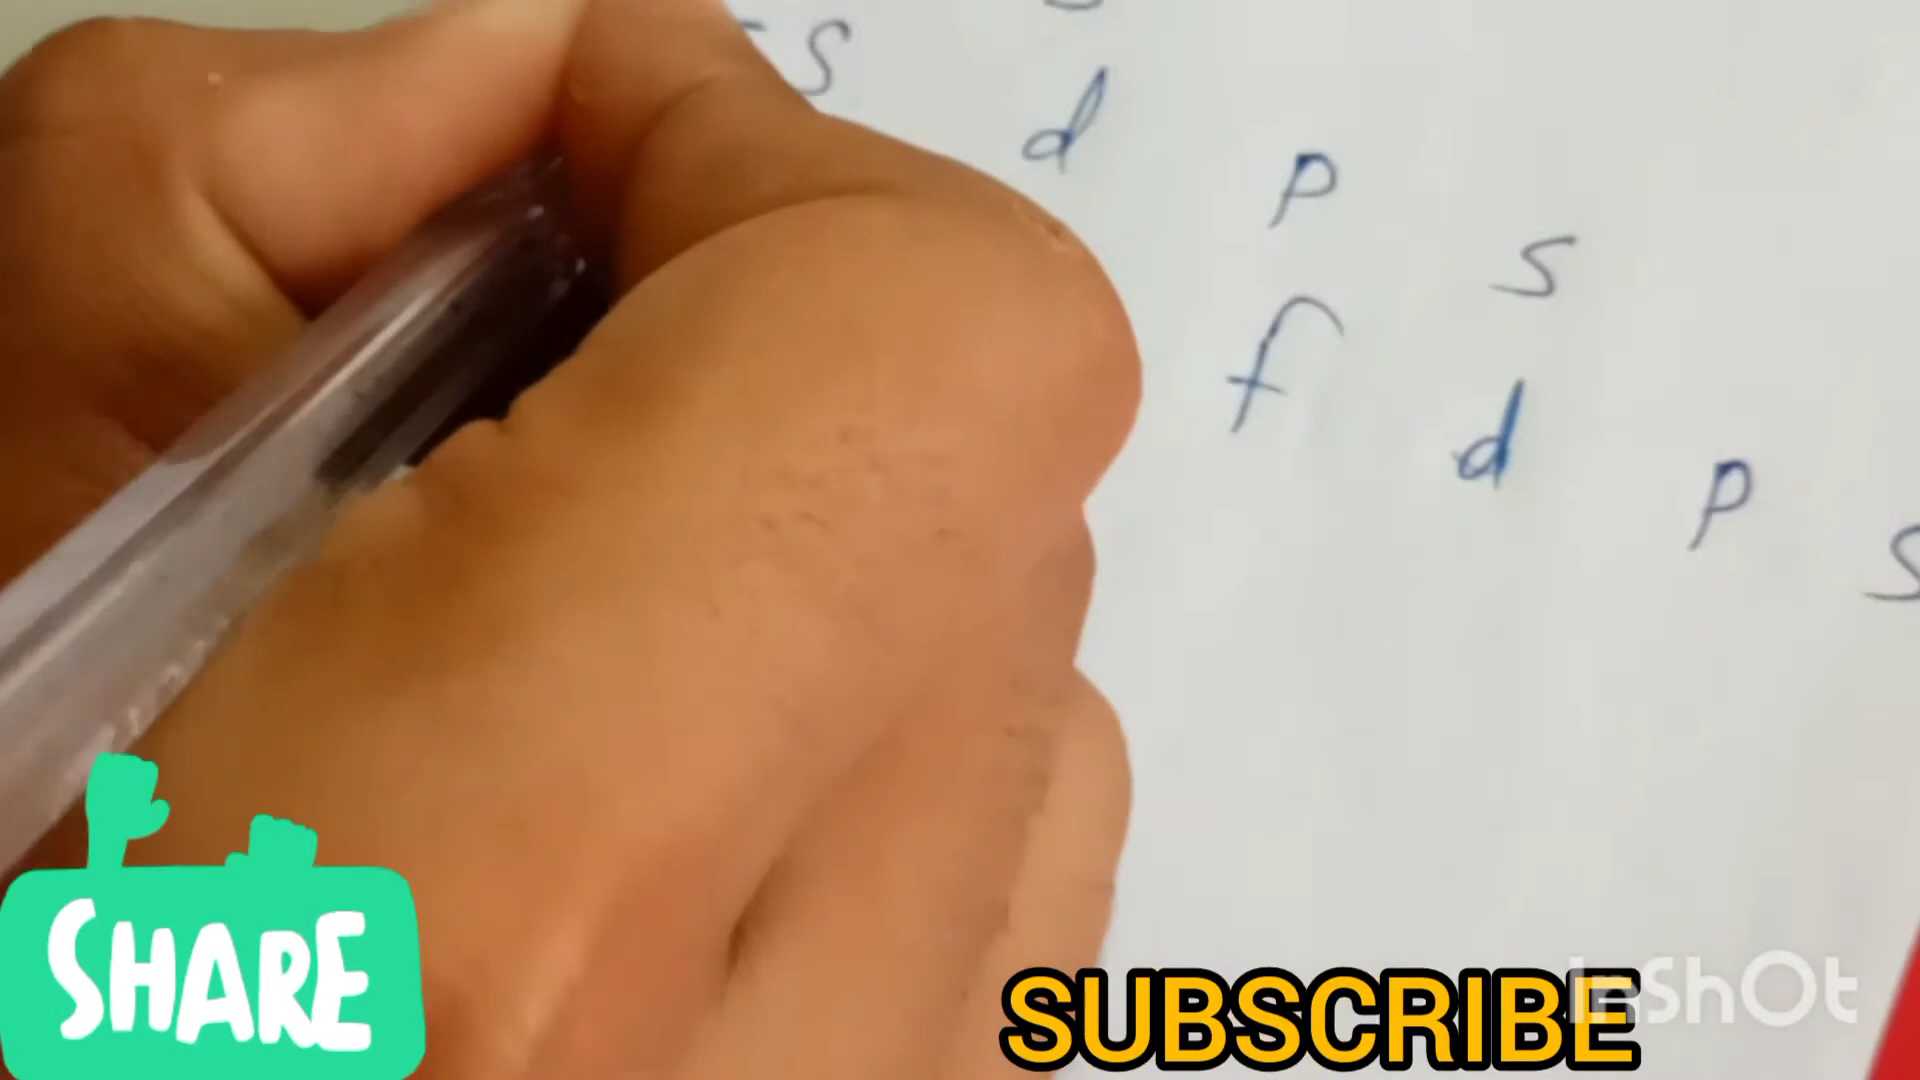 s
d p s
f d p s
SHARE
SUBSCRIBE
InShOt